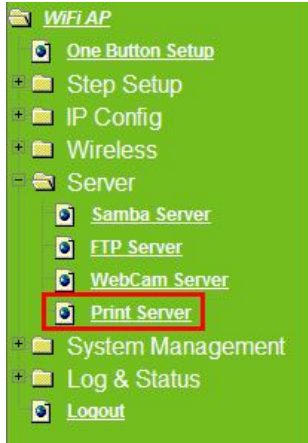 WiFi AP
One Button Setup
Step Setup
IP Config
Wireless
Server
Samba Server
FTP Server
WebCam Server
Print Server
System Management
Log & Status
Logout